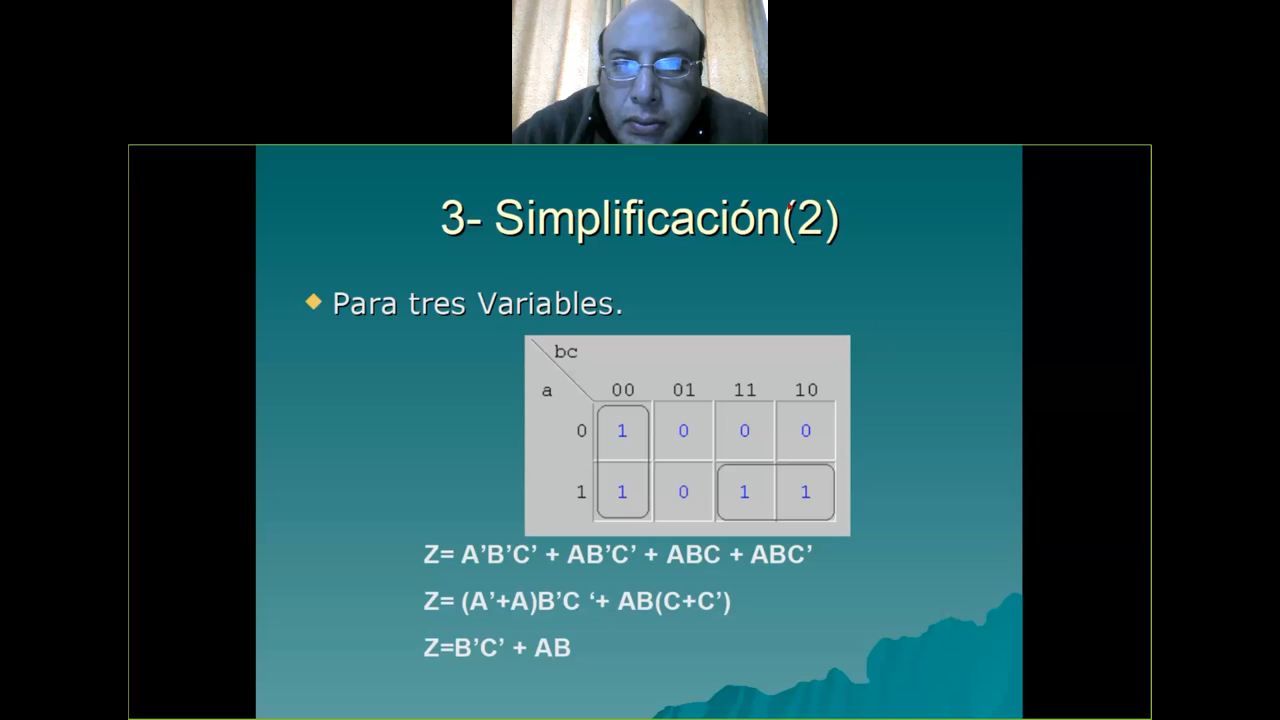 3- Simplificación(2)
Para tres Variables.
bc
a 00 01 11 10
0 1 0 0 0
1 1 0 1 1
Z= A’B’C’ + AB’C’ + ABC + ABC’
Z= (A’+A)B’C ‘+ AB(C+C’)
Z=B’C’ + AB